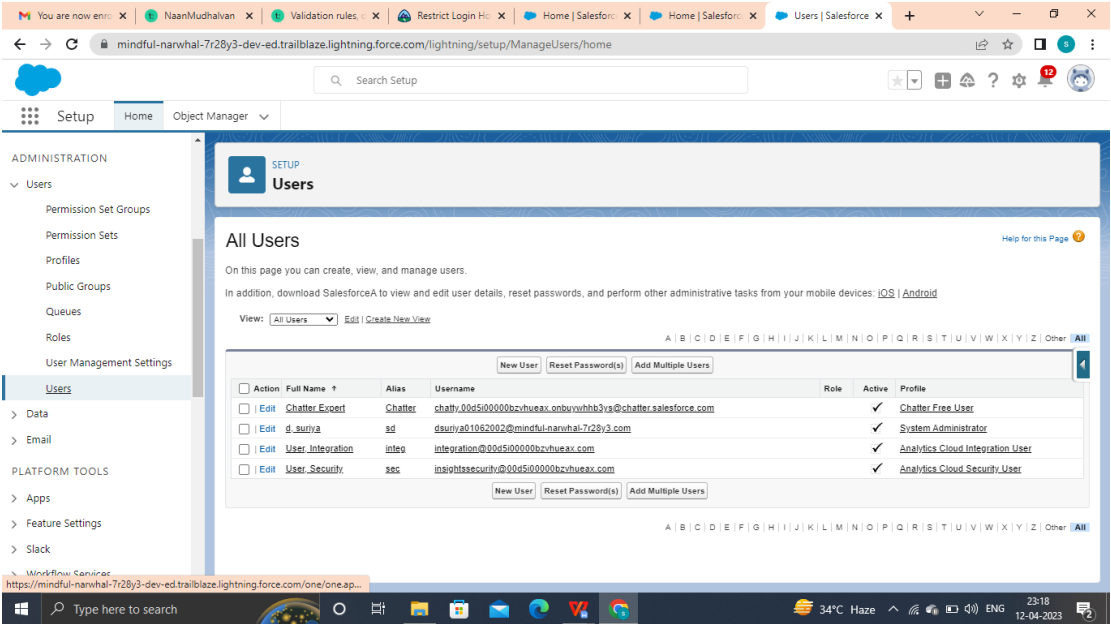 You are now enro
NaanMudhalvan
Validation rules, c
Restrict Login Ho
Home | Salesforc
Home | Salesforc
Users | Salesforce
mindful-narwhal-7r28y3-dev-ed.trailblaze.lightning.force.com/lightning/setup/ManageUsers/home
S
Search Setup
12
Setup Home Object Manager
ADMINISTRATION
Users
Permission Set Groups
Permission Sets
Profiles
Public Groups
Queues
Roles
User Management Settings
Users
Data
Email
PLATFORM TOOLS
Apps
Feature Settings
Slack
Workflow Services
SETUP
Users
All Users
Help for this Page ?
On this page you can create, view, and manage users.
In addition, download SalesforceA to view and edit user details, reset passwords, and perform other administrative tasks from your mobile devices: iOS | Android
View: All Users Edit | Create New View
A | B | C | D | E | F | G | H | I | J | K | L | M | N | O | P | Q | R | S | T | U | V | W | X | Y | Z | Other All
New User Reset Password(s) Add Multiple Users
Action Full Name ↑ Alias Username Role Active Profile
| Edit Chatter Expert Chatter chatty.00d5i00000bzvhueax.onbuywhhb3ys@chatter.salesforce.com ✓ Chatter Free User
| Edit d, suriya sd dsuriya01062002@mindful-narwhal-7r28y3.com ✓ System Administrator
| Edit User, Integration integ integration@00d5i00000bzvhueax.com ✓ Analytics Cloud Integration User
| Edit User, Security sec insightssecurity@00d5i00000bzvhueax.com ✓ Analytics Cloud Security User
New User Reset Password(s) Add Multiple Users
A | B | C | D | E | F | G | H | I | J | K | L | M | N | O | P | Q | R | S | T | U | V | W | X | Y | Z | Other All
https://mindful-narwhal-7r28y3-dev-ed.trailblaze.lightning.force.com/one/one.ap...
Type here to search
34°C Haze
ENG
23:18
12-04-2023
2